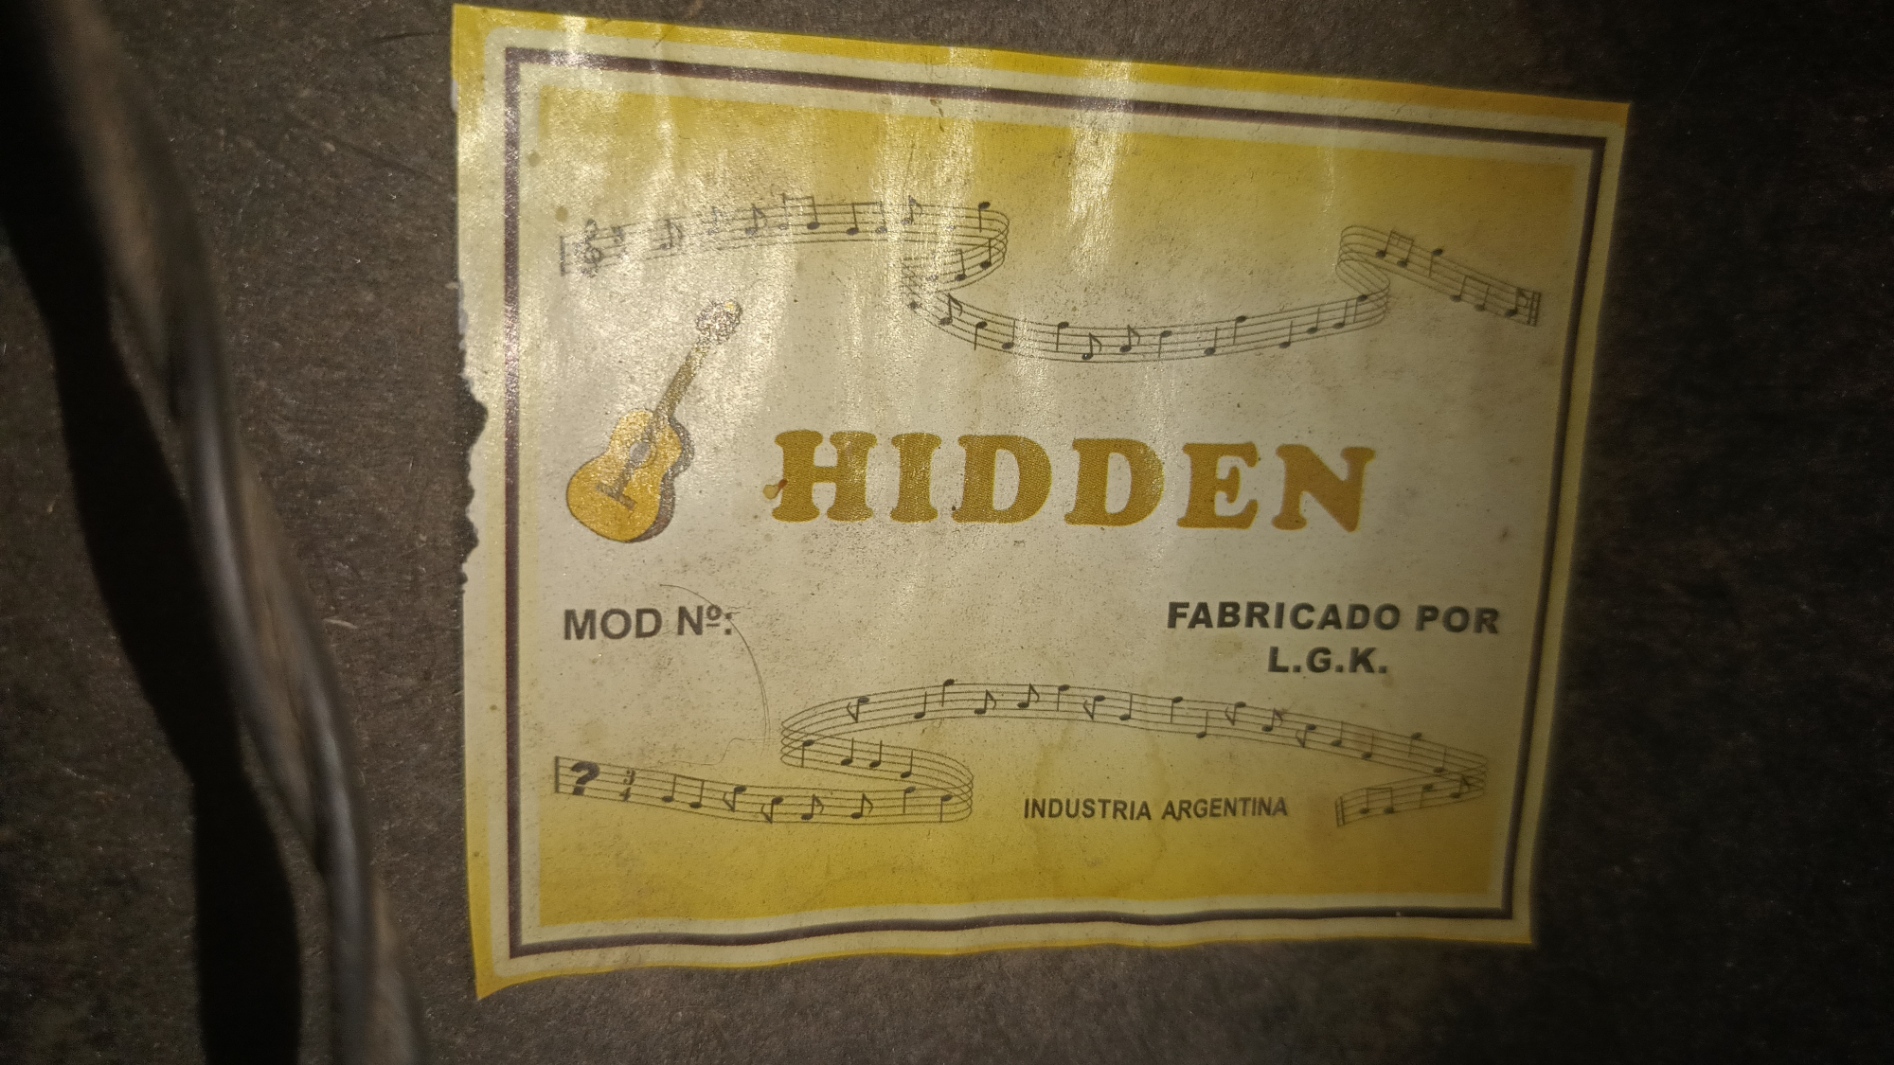 HIDDEN
MOD Nº:
FABRICADO POR
L.G.K.
INDUSTRIA ARGENTINA